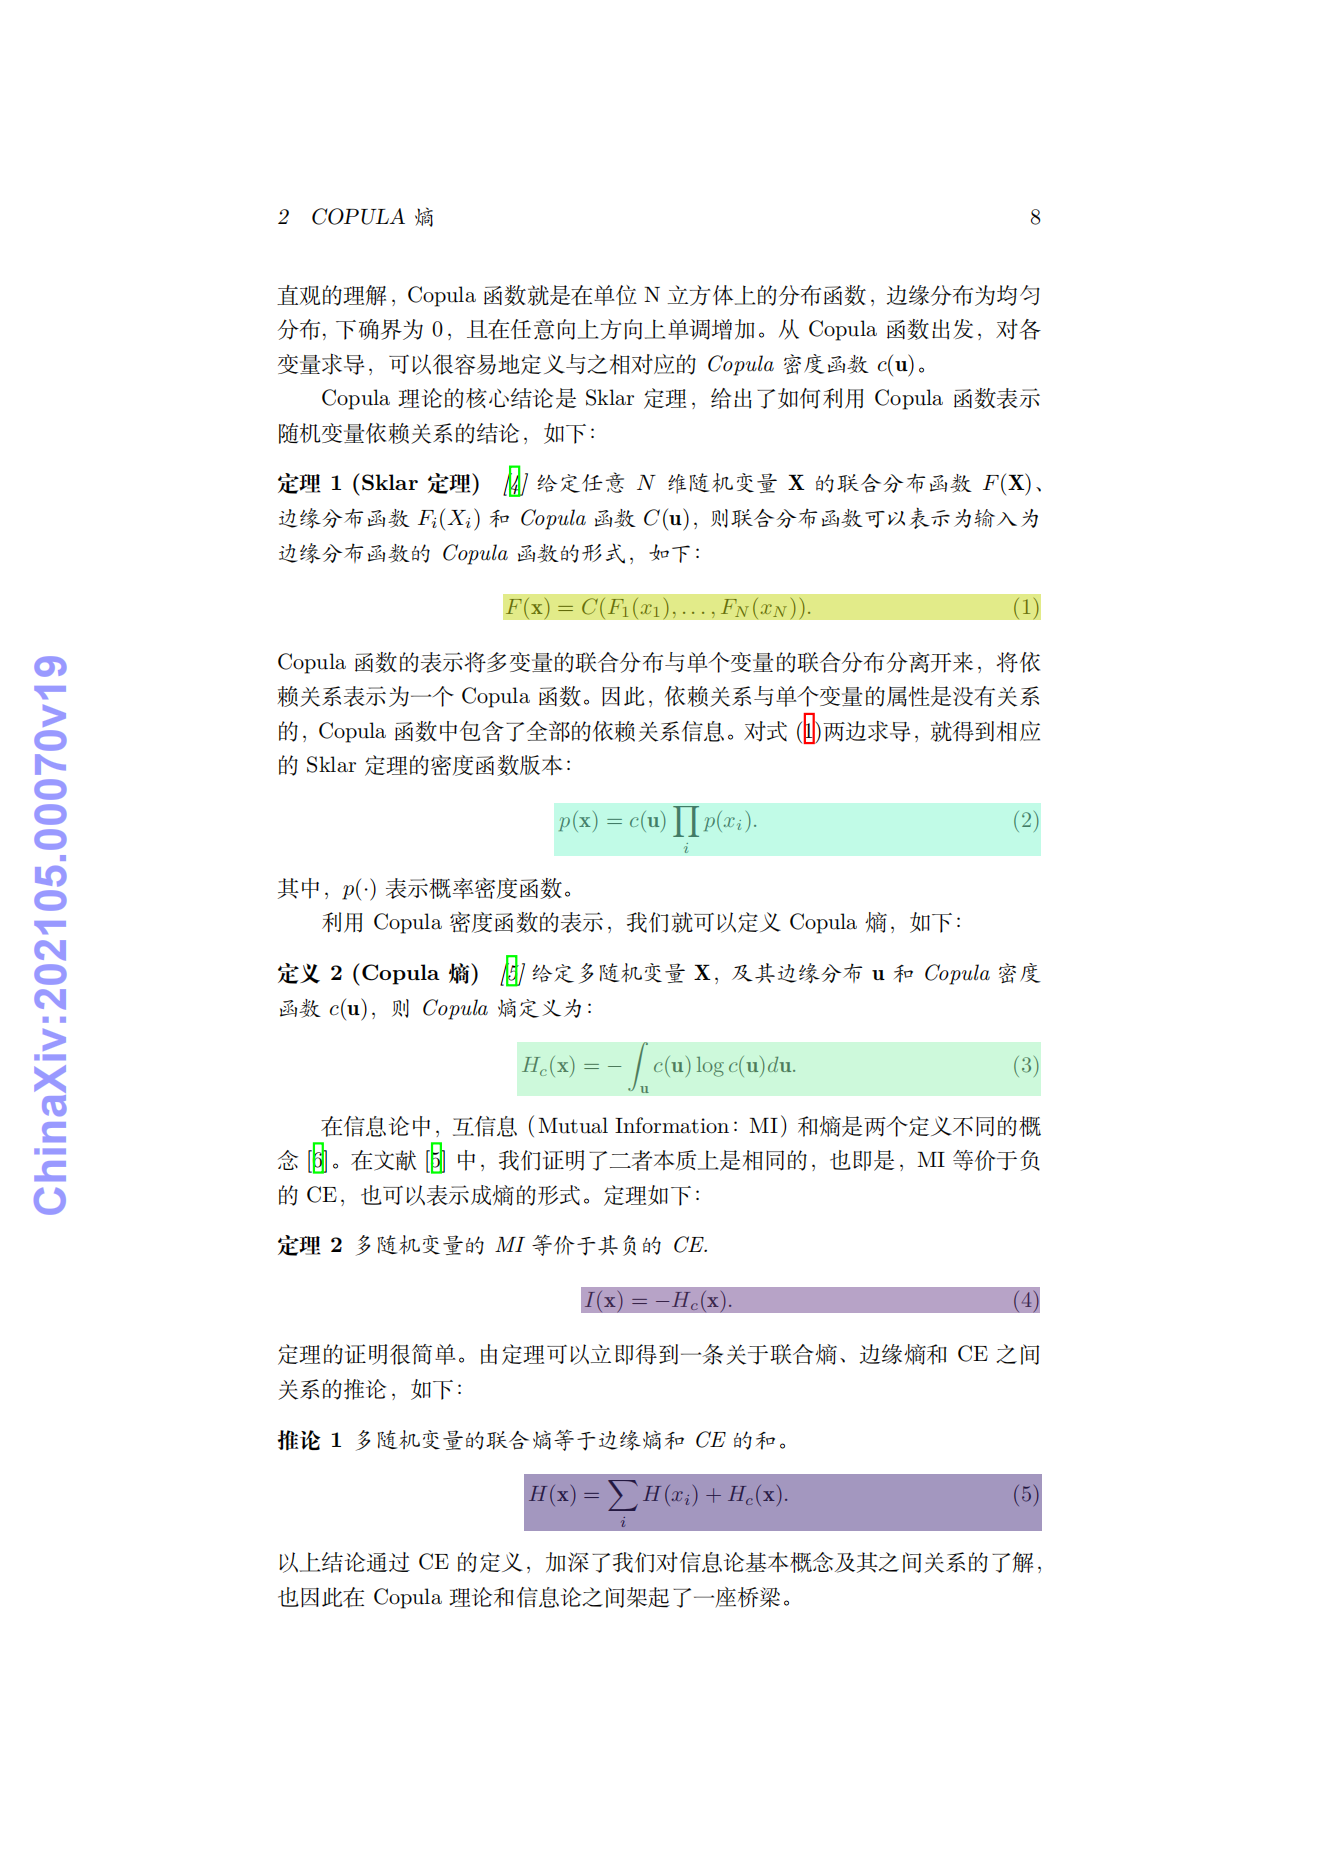 2 COPULA 熵 8
直观的理解，Copula 函数就是在单位 N 立方体上的分布函数，边缘分布为均匀
分布, 下确界为 0，且在任意向上方向上单调增加。从 Copula 函数出发，对各
变量求导，可以很容易地定义与之相对应的 Copula 密度函数 c(u)。
Copula 理论的核心结论是 Sklar 定理，给出了如何利用 Copula 函数表示
随机变量依赖关系的结论，如下：
定理 1 (Sklar 定理) [4] 给定任意 N 维随机变量 X 的联合分布函数 F(X)、
边缘分布函数 F_i(X_i) 和 Copula 函数 C(u)，则联合分布函数可以表示为输入为
边缘分布函数的 Copula 函数的形式，如下：
F(x) = C(F_1(x_1), . . . , F_N(x_N)). (1)
Copula 函数的表示将多变量的联合分布与单个变量的联合分布分离开来，将依
赖关系表示为一个 Copula 函数。因此，依赖关系与单个变量的属性是没有关系
的，Copula 函数中包含了全部的依赖关系信息。对式 (1)两边求导，就得到相应
的 Sklar 定理的密度函数版本：
p(x) = c(u) ∏_i p(x_i). (2)
其中，p(·) 表示概率密度函数。
利用 Copula 密度函数的表示，我们就可以定义 Copula 熵，如下：
定义 2 (Copula 熵) [5] 给定多随机变量 X，及其边缘分布 u 和 Copula 密度
函数 c(u)，则 Copula 熵定义为：
H_c(x) = − ∫_u c(u) log c(u)du. (3)
在信息论中，互信息（Mutual Information：MI）和熵是两个定义不同的概
念 [6]。在文献 [5] 中，我们证明了二者本质上是相同的，也即是，MI 等价于负
的 CE，也可以表示成熵的形式。定理如下：
定理 2 多随机变量的 MI 等价于其负的 CE.
I(x) = −H_c(x). (4)
定理的证明很简单。由定理可以立即得到一条关于联合熵、边缘熵和 CE 之间
关系的推论，如下：
推论 1 多随机变量的联合熵等于边缘熵和 CE 的和。
H(x) = ∑_i H(x_i) + H_c(x). (5)
以上结论通过 CE 的定义，加深了我们对信息论基本概念及其之间关系的了解，
也因此在 Copula 理论和信息论之间架起了一座桥梁。
ChinaXiv:202105.00070v19